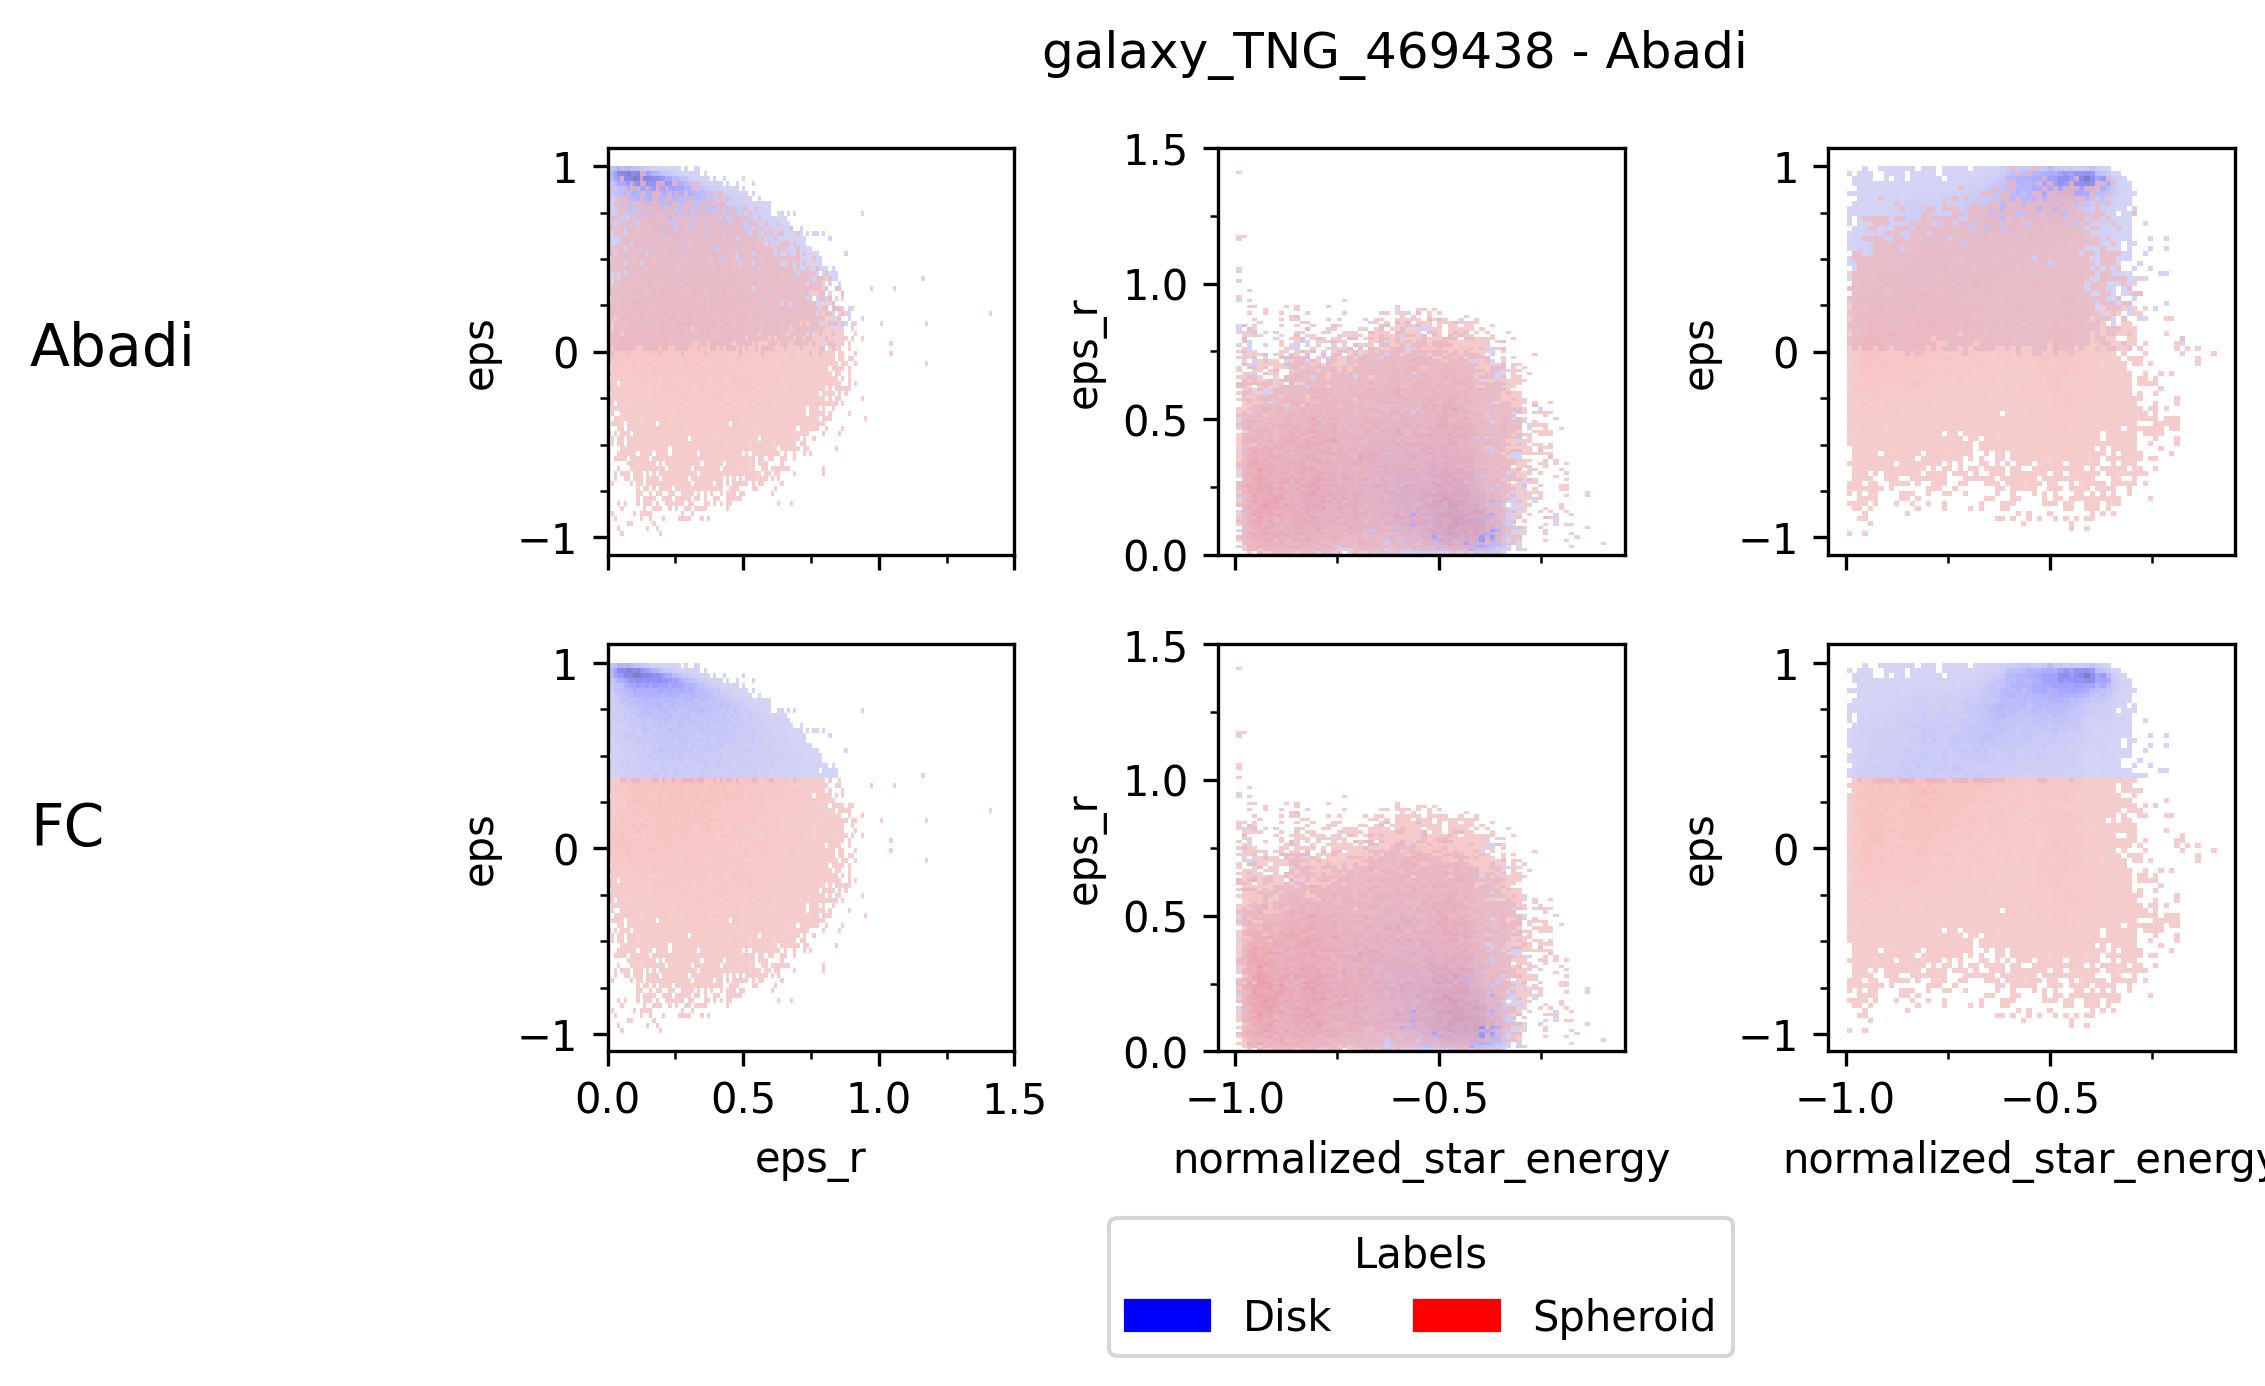 galaxy_TNG_469438 - Abadi
Abadi
eps
1
0
−1
eps_r
1.5
1.0
0.5
0.0
eps
1
0
−1
FC
eps
1
0
−1
0.0 0.5 1.0 1.5
eps_r
eps_r
1.5
1.0
0.5
0.0
−1.0 −0.5
normalized_star_energy
eps
1
0
−1
−1.0 −0.5
normalized_star_energy
Labels
Disk Spheroid